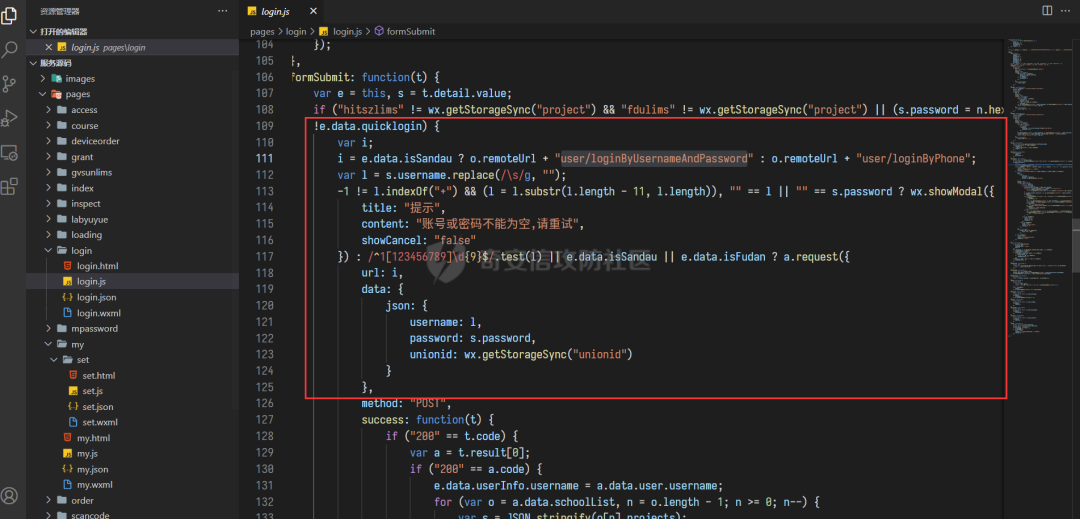 资源管理器
···
打开的编辑器
login.js pages\login
服务源码
images
pages
access
course
deviceorder
grant
gvsunlims
index
inspect
labyuyue
loading
login
login.html
login.js
login.json
login.wxml
mpassword
my
set
set.html
set.js
set.json
set.wxml
my.html
my.js
my.json
my.wxml
order
scancode
login.js
pages > login > login.js > formSubmit
104 });
105 },
106 formSubmit: function(t) {
107 var e = this, s = t.detail.value;
108 if ("hitszlims" != wx.getStorageSync("project") && "fdulims" != wx.getStorageSync("project") || (s.password = n.hex
109 !e.data.quicklogin) {
110 var i;
111 i = e.data.isSandau ? o.remoteUrl + "user/loginByUsernameAndPassword" : o.remoteUrl + "user/loginByPhone";
112 var l = s.username.replace(/\s/g, "");
113 -1 != l.indexOf("+") && (l = l.substr(l.length - 11, l.length)), "" == l || "" == s.password ? wx.showModal({
114 title: "提示",
115 content: "账号或密码不能为空,请重试",
116 showCancel: "false"
117 }) : /^1[123456789]\d{9}$/.test(l) || e.data.isSandau || e.data.isFudan ? a.request({
118 url: i,
119 data: {
120 json: {
121 username: l,
122 password: s.password,
123 unionid: wx.getStorageSync("unionid")
124 }
125 },
126 method: "POST",
127 success: function(t) {
128 if ("200" == t.code) {
129 var a = t.result[0];
130 if ("200" == a.code) {
131 e.data.userInfo.username = a.data.user.username;
132 for (var o = a.data.schoolList, n = o.length - 1; n >= 0; n--) {
133 var s = JSON.stringify(o[n].projects);
奇安信攻防社区